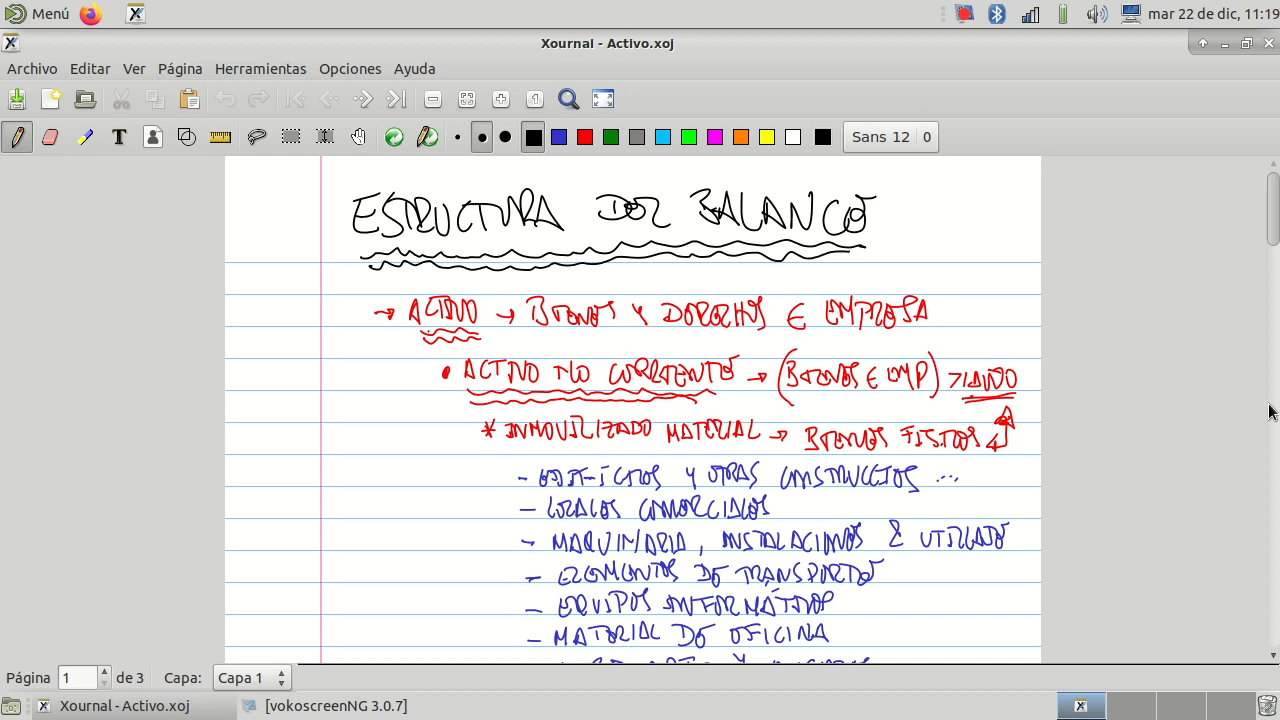 Menú mar 22 de dic, 11:19
Xournal - Activo.xoj
Archivo Editar Ver Página Herramientas Opciones Ayuda
Sans 12 0
ESTRUCTURA DEL BALANCE
→ ACTIVO → BIENES Y DERECHOS ∈ EMPRESA
• ACTIVO NO CORRIENTE → (BIENES ∈ EMP) > 1 AÑO
* INMOVILIZADO MATERIAL → BIENES FÍSICOS
- EDIFICIOS Y OTRAS CONSTRUCCIONES ...
- LOCALES COMERCIALES
- MAQUINARIA, INSTALACIONES & UTILLAJE
- ELEMENTOS DE TRANSPORTE
- EQUIPOS INFORMÁTICOS
- MATERIAL DE OFICINA
Página 1 de 3 Capa: Capa 1
Xournal - Activo.xoj [vokoscreenNG 3.0.7]